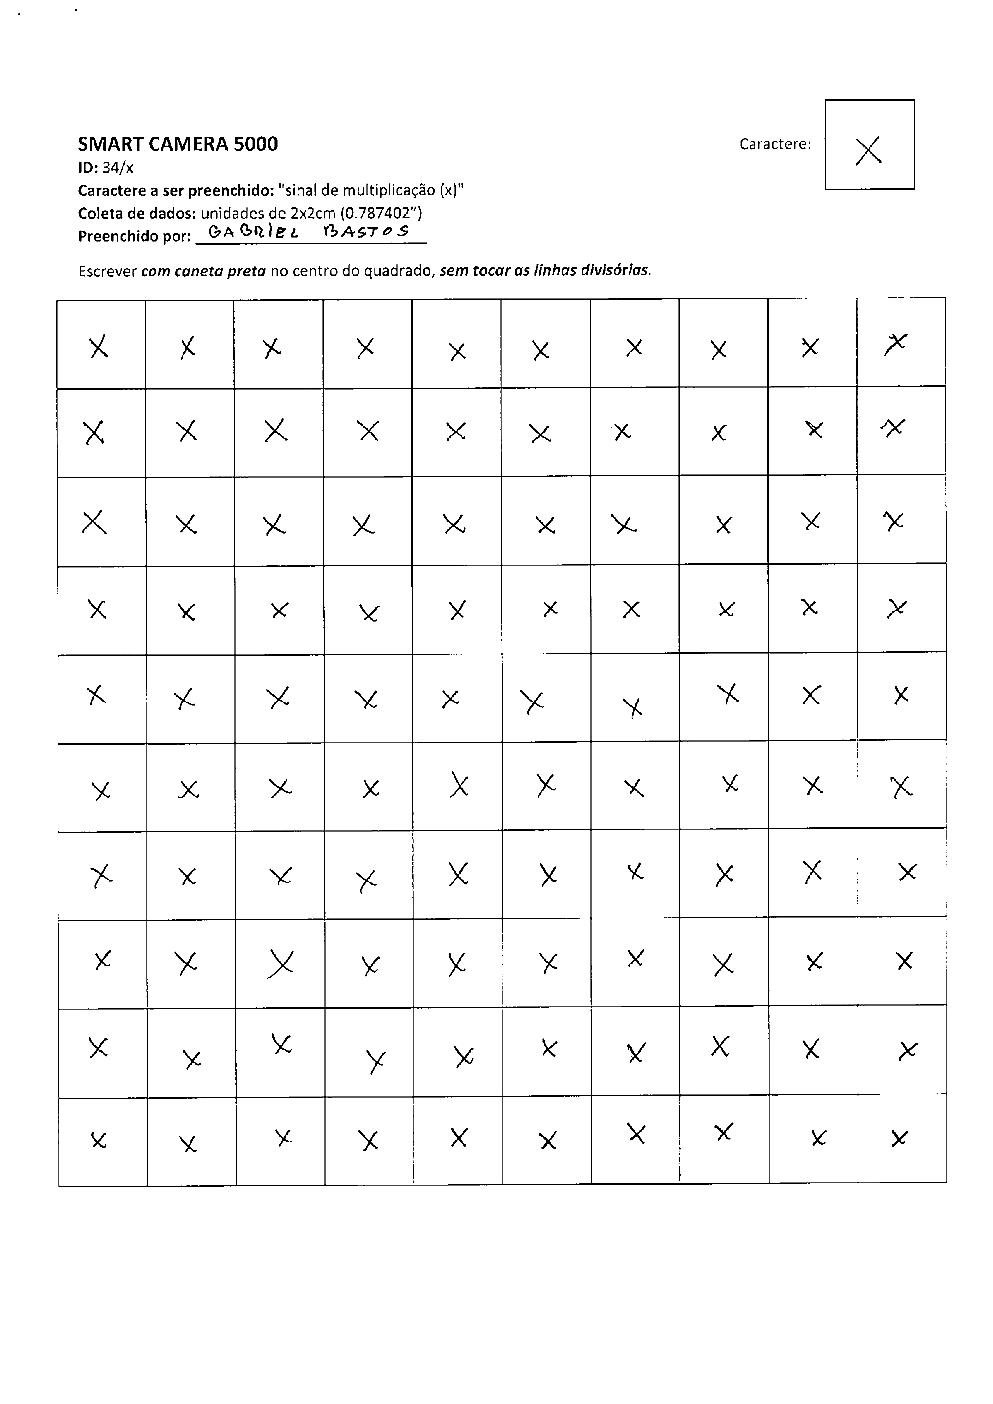 SMART CAMERA 5000
Caractere: x
ID: 34/x
Caractere a ser preenchido: "sinal de multiplicação (x)"
Coleta de dados: unidades de 2x2cm (0.787402")
Preenchido por: GABRIEL BASTOS
Escrever com caneta preta no centro do quadrado, sem tocar as linhas divisórias.
x x x x x x x x x x
x x x x x x x x x x
x x x x x x x x x x
x x x x x x x x x x
x x x x x x x x x x
x x x x x x x x x x
x x x x x x x x x x
x x x x x x x x x x
x x x x x x x x x x
x x x x x x x x x x